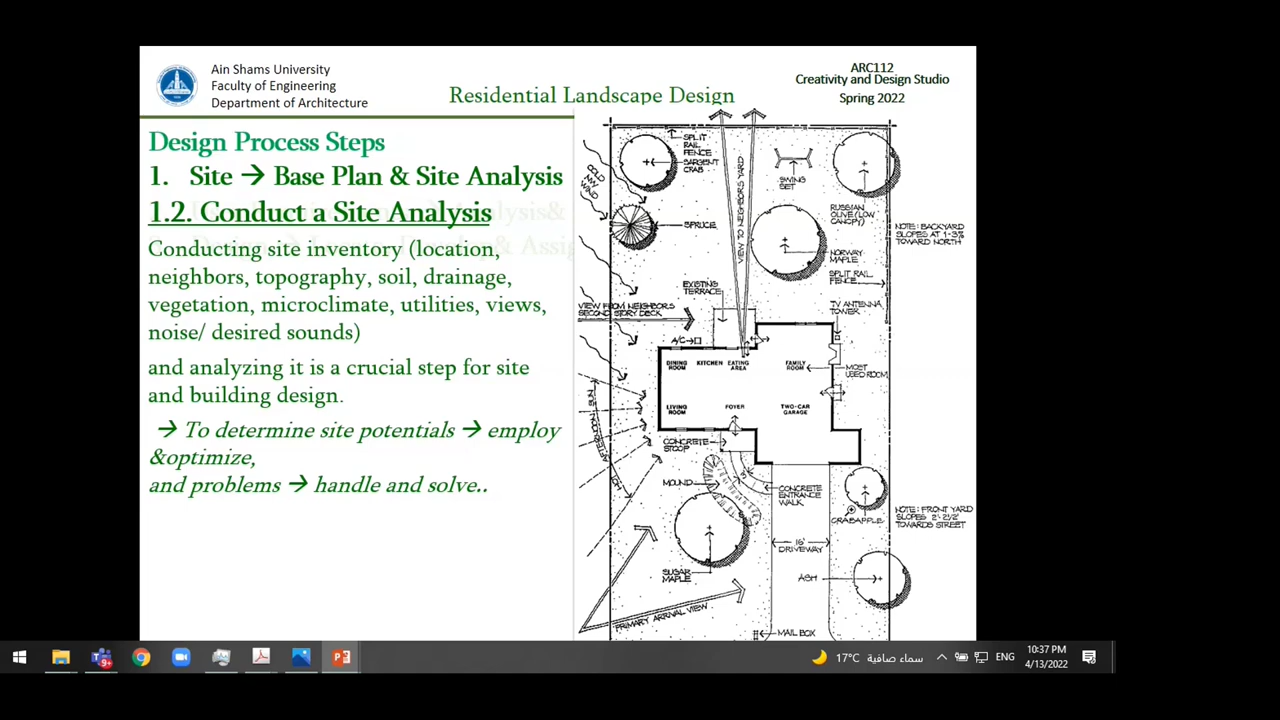 Ain Shams University
Faculty of Engineering
Department of Architecture
Residential Landscape Design
ARC112
Creativity and Design Studio
Spring 2022
Design Process Steps
1. Site → Base Plan & Site Analysis
1.2. Conduct a Site Analysis
Conducting site inventory (location,
neighbors, topography, soil, drainage,
vegetation, microclimate, utilities, views,
noise/ desired sounds)
and analyzing it is a crucial step for site
and building design.
→ To determine site potentials → employ
&optimize,
and problems → handle and solve..
SPLIT
RAIL
FENCE
SARGENT
CRAB
COLD
NW
WIND
SPRUCE
VIEW TO NEIGHBORS YARD
SWING
SET
RUSSIAN
OLIVE (LOW
CANOPY)
NOTE: BACKYARD
SLOPES AT 1-3%
TOWARD NORTH
NORWAY
MAPLE
SPLIT RAIL
FENCE
EXISTING
TERRACE
TV ANTENNA
TOWER
VIEW FROM NEIGHBORS
SECOND STORY DECK
A/C
DINING
ROOM
KITCHEN
EATING
AREA
FAMILY
ROOM
MOST
USED ROOM
LIVING
ROOM
FOYER
TWO-CAR
GARAGE
HOT AFTERNOON SUN
CONCRETE
STOOP
MOUND
CONCRETE
ENTRANCE
WALK
CRABAPPLE
NOTE: FRONT YARD
SLOPES 2'-2½'
TOWARDS STREET
16'
DRIVEWAY
SUGAR
MAPLE
ASH
PRIMARY ARRIVAL VIEW
MAIL BOX
17°C سماء صافية
ENG
10:37 PM
4/13/2022